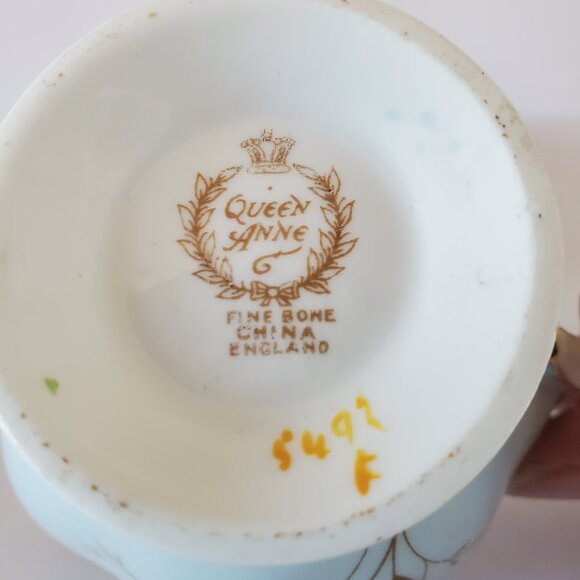 QUEEN
ANNE
FINE BONE
CHINA
ENGLAND
5492
F